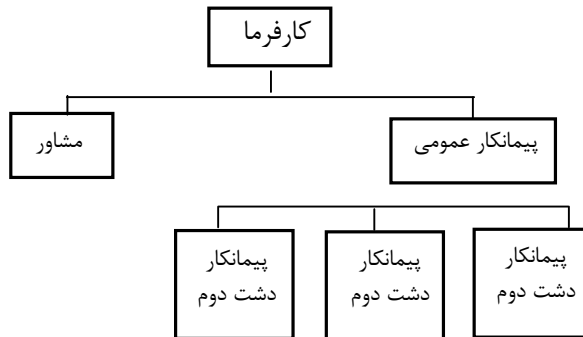 کارفرما
مشاور
پیمانکار عمومی
پیمانکار
دشت دوم
پیمانکار
دشت دوم
پیمانکار
دشت دوم